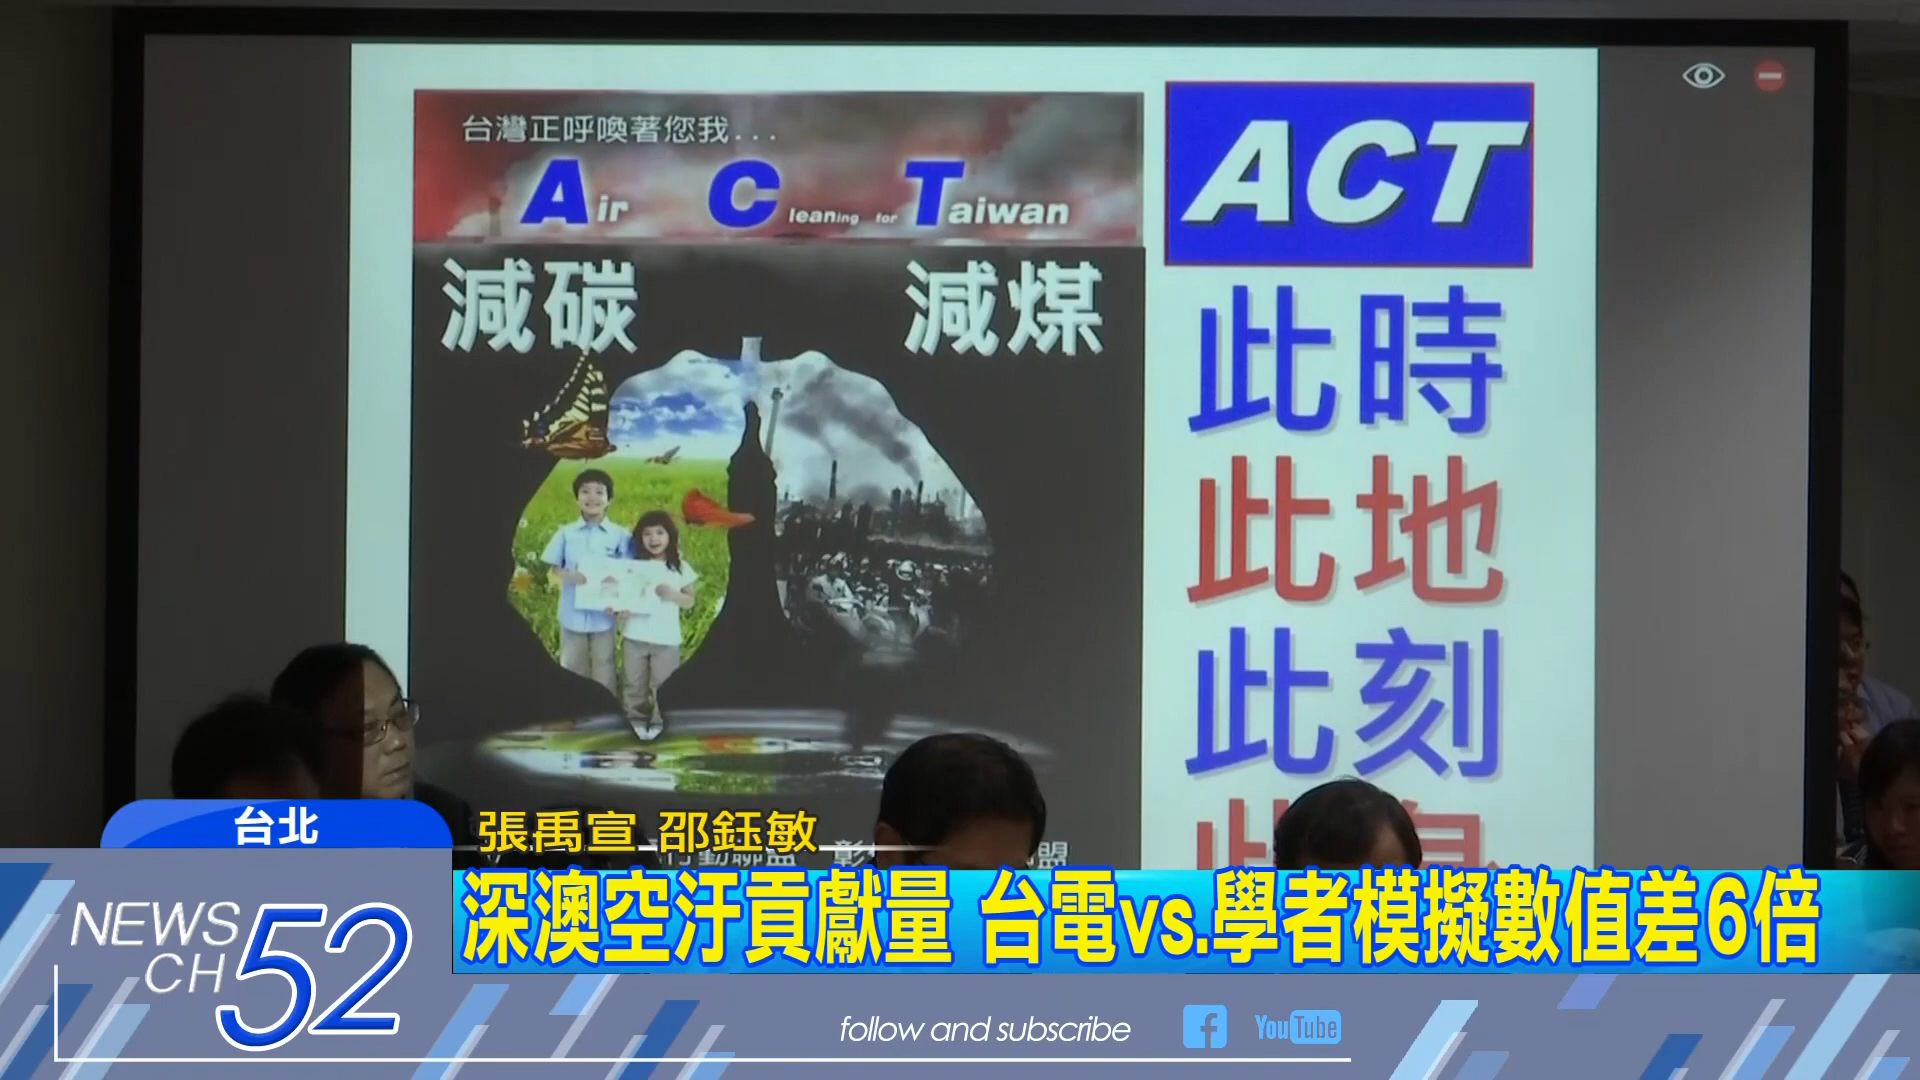 台灣正呼喚著您我...
Air Cleaning for Taiwan
減碳 減煤
ACT
此時
此地
此刻
台北
張禹宣 邵鈺敏
深澳空汙貢獻量 台電vs.學者模擬數值差6倍
NEWS
CH 52
follow and subscribe
YouTube